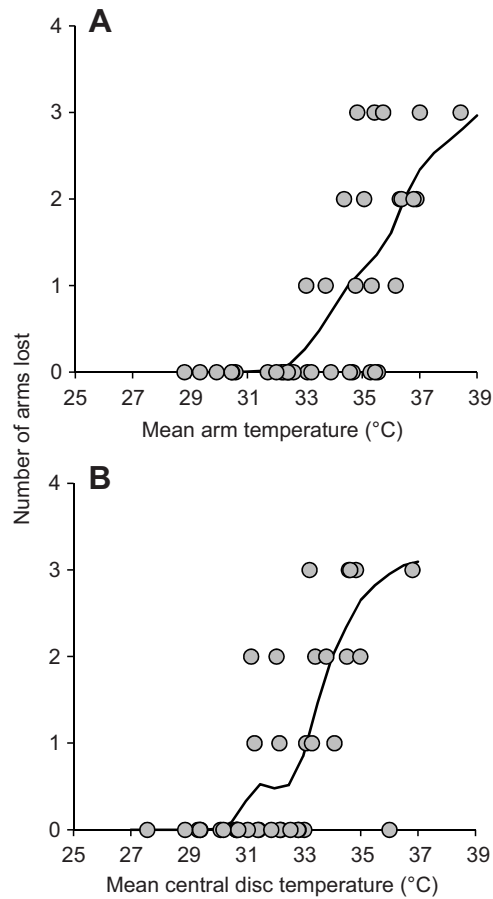 A
4
3
2
1
0
25 27 29 31 33 35 37 39
Mean arm temperature (°C)
Number of arms lost
B
4
3
2
1
0
25 27 29 31 33 35 37 39
Mean central disc temperature (°C)